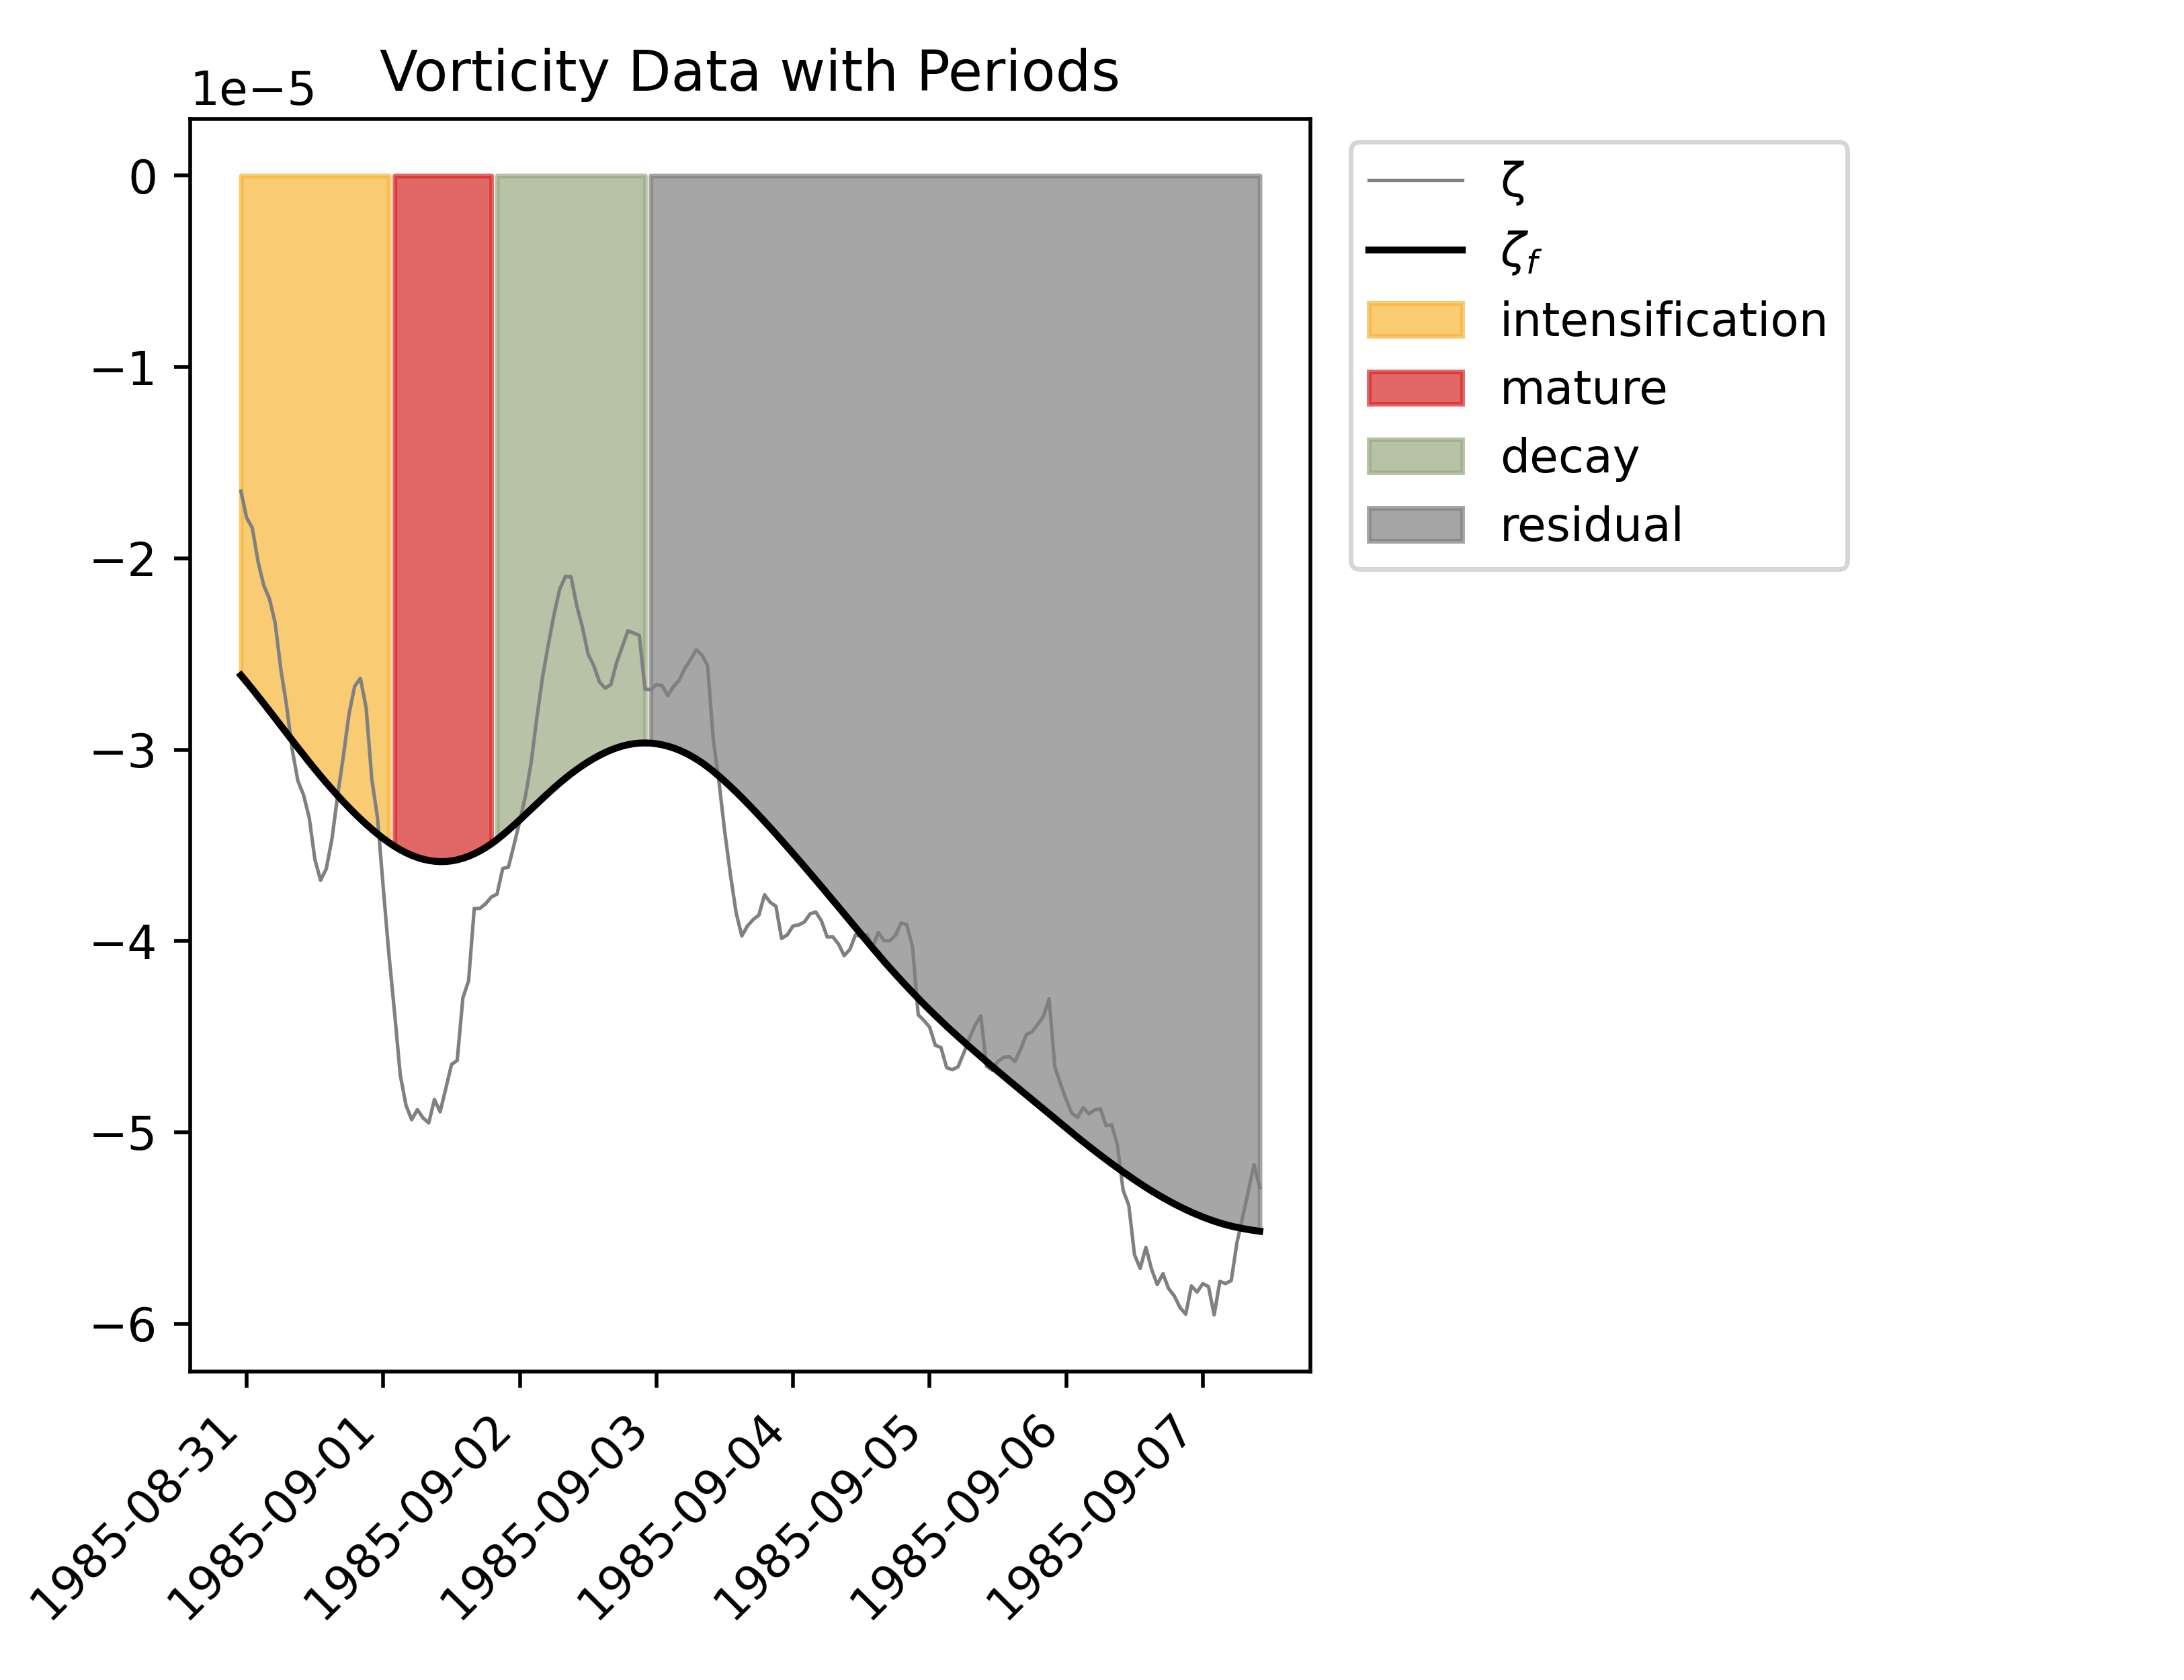 Vorticity Data with Periods
1e−5
0
−1
−2
−3
−4
−5
−6
1985-08-31
1985-09-01
1985-09-02
1985-09-03
1985-09-04
1985-09-05
1985-09-06
1985-09-07
ζ
ζf
intensification
mature
decay
residual